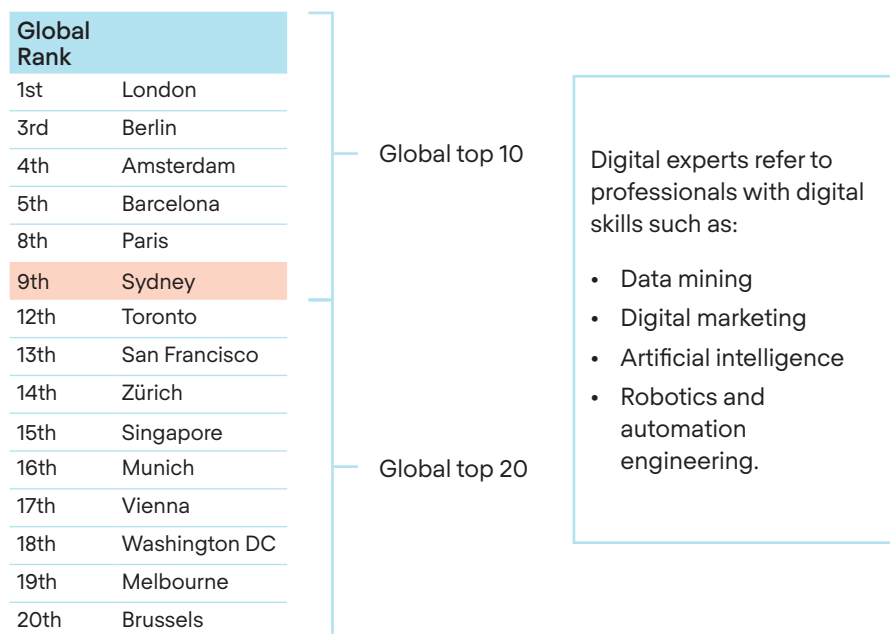 Global
Rank
1st London
3rd Berlin
4th Amsterdam
5th Barcelona
8th Paris
9th Sydney
12th Toronto
13th San Francisco
14th Zürich
15th Singapore
16th Munich
17th Vienna
18th Washington DC
19th Melbourne
20th Brussels
Global top 10
Global top 20
Digital experts refer to
professionals with digital
skills such as:
• Data mining
• Digital marketing
• Artificial intelligence
• Robotics and
automation
engineering.